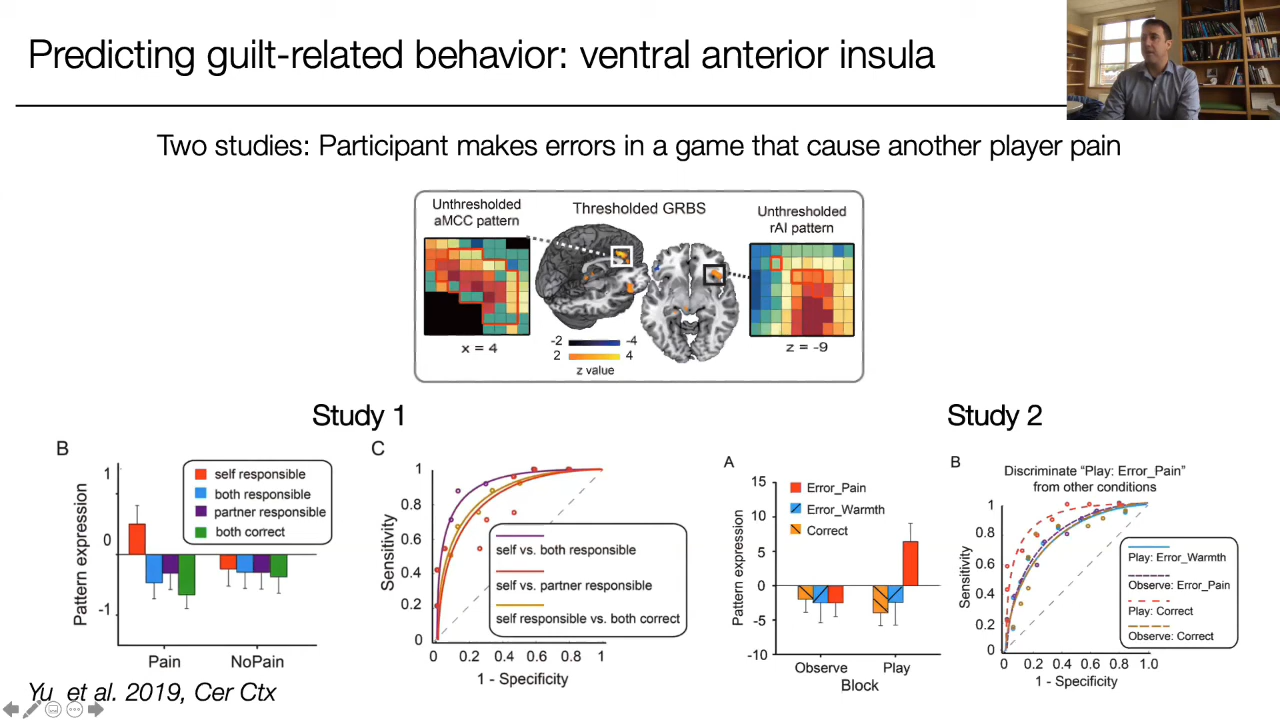 Predicting guilt-related behavior: ventral anterior insula
Two studies: Participant makes errors in a game that cause another player pain
Unthresholded
aMCC pattern
Thresholded GRBS
Unthresholded
rAI pattern
x = 4
-2
-4
2
4
z value
z = -9
Study 1
Study 2
B
1
0
-1
Pattern expression
self responsible
both responsible
partner responsible
both correct
Pain
NoPain
C
1
0.8
0.6
0.4
0.2
0
Sensitivity
self vs. both responsible
self vs. partner responsible
self responsible vs. both correct
0
0.2
0.4
0.6
0.8
1
1 - Specificity
A
15
10
5
0
-5
-10
Pattern expression
Error_Pain
Error_Warmth
Correct
Observe
Play
Block
B
Discriminate “Play: Error_Pain”
from other conditions
1
0.8
0.6
0.4
0.2
0
Sensitivity
Play: Error_Warmth
Observe: Error_Pain
Play: Correct
Observe: Correct
0
0.2
0.4
0.6
0.8
1.0
1 - Specificity
Yu et al. 2019, Cer Ctx